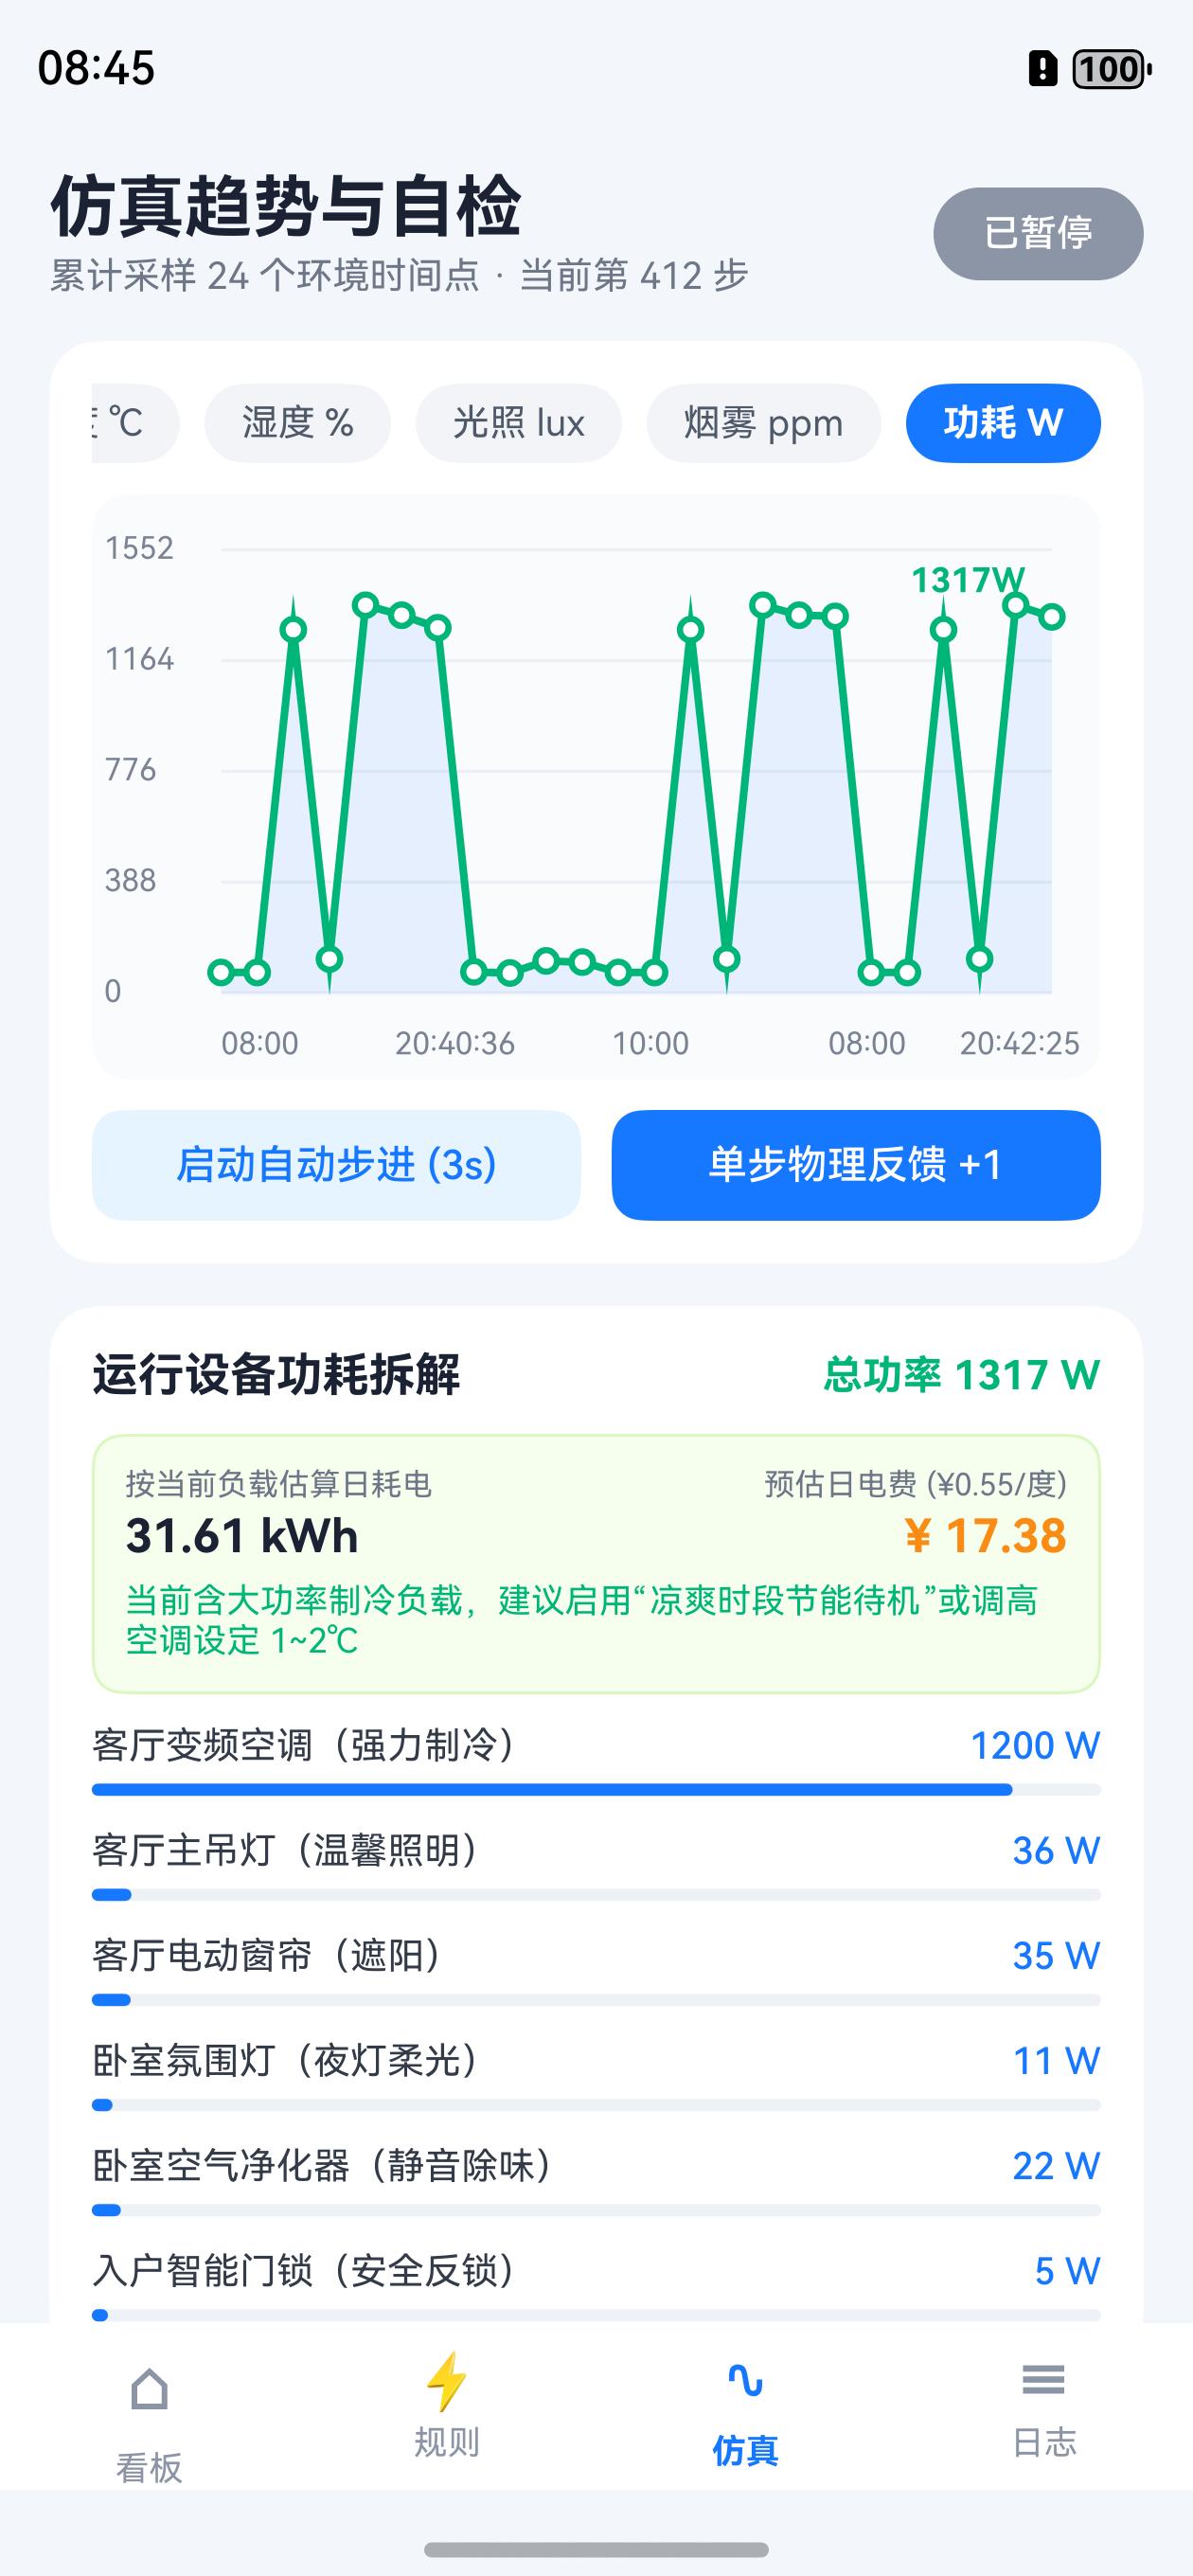 08:45
100
仿真趋势与自检
累计采样 24 个环境时间点 · 当前第 412 步
已暂停
℃
湿度 %
光照 lux
烟雾 ppm
功耗 W
1552
1317W
1164
776
388
0
08:00
20:40:36
10:00
08:00
20:42:25
启动自动步进 (3s)
单步物理反馈 +1
运行设备功耗拆解
总功率 1317 W
按当前负载估算日耗电
预估日电费 (¥0.55/度)
31.61 kWh
¥ 17.38
当前含大功率制冷负载，建议启用“凉爽时段节能待机”或调高
空调设定 1~2℃
客厅变频空调（强力制冷）
1200 W
客厅主吊灯（温馨照明）
36 W
客厅电动窗帘（遮阳）
35 W
卧室氛围灯（夜灯柔光）
11 W
卧室空气净化器（静音除味）
22 W
入户智能门锁（安全反锁）
5 W
看板
规则
仿真
日志